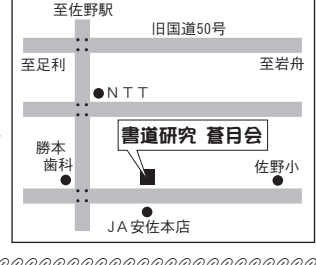 至佐野駅
旧国道50号
至足利
至岩舟
NTT
書道研究 蒼月会
勝本
歯科
佐野小
JA安佐本店